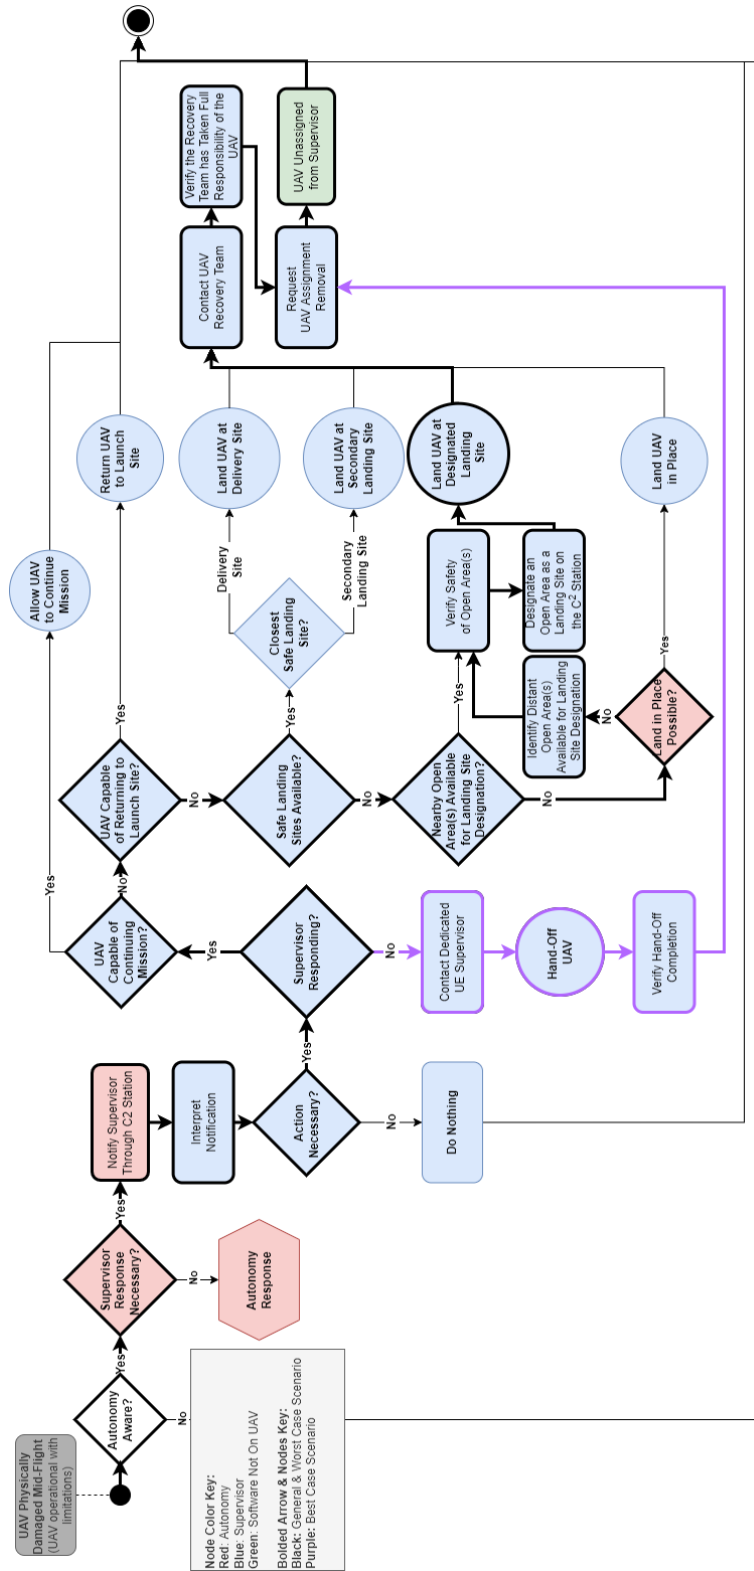 UAV Physically
Damaged Mid-Flight
(UAV operational with
limitations)
Autonomy
Aware?
Yes
No
Supervisor
Response
Necessary?
Yes
No
Autonomy
Response
Notify Supervisor
Through C2 Station
Interpret
Notification
Action
Necessary?
Yes
No
Do Nothing
Supervisor
Responding?
Yes
No
Contact Dedicated
UE Supervisor
Hand-Off
UAV
Verify Hand-Off
Completion
UAV
Capable of
Continuing
Mission?
Yes
No
Allow UAV
to Continue
Mission
UAV Capable
of Returning to
Launch Site?
Yes
No
Return UAV
to Launch
Site
Safe Landing
Sites Available?
Yes
No
Closest
Safe Landing
Site?
Delivery
Site
Secondary
Landing Site
Land UAV at
Delivery Site
Land UAV at
Secondary
Landing Site
Nearby Open
Area(s) Available
for Landing Site
Designation?
Yes
No
Verify Safety
of Open Area(s)
Designate an
Open Area as a
Landing Site on
the C² Station
Land UAV at
Designated
Landing
Site
Land in Place
Possible?
No
Yes
Identify Distant
Open Area(s)
Available for Landing
Site Designation
Land UAV
in Place
Contact UAV
Recovery Team
Verify the Recovery
Team has Taken Full
Responsibility of the
UAV
Request
UAV Assignment
Removal
UAV Unassigned
from Supervisor
Node Color Key:
Red: Autonomy
Blue: Supervisor
Green: Software Not On UAV
Bolded Arrow & Nodes Key:
Black: General & Worst Case Scenario
Purple: Best Case Scenario